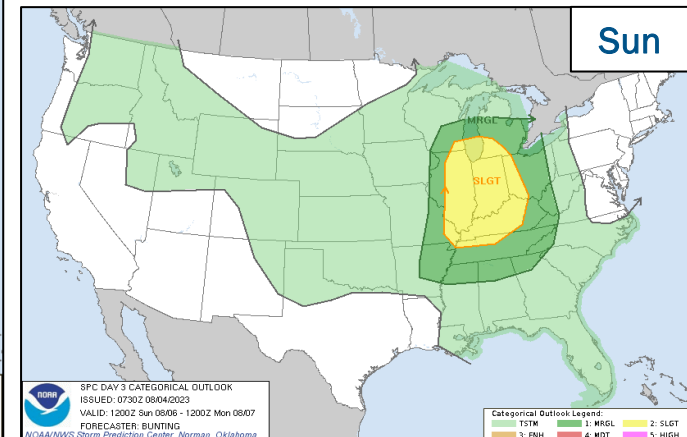 Sun
MRGL
SLGT
NOAA
SPC DAY 3 CATEGORICAL OUTLOOK
ISSUED: 0730Z 08/04/2023
VALID: 1200Z Sun 08/06 - 1200Z Mon 08/07
FORECASTER: BUNTING
NOAA/NWS Storm Prediction Center, Norman, Oklahoma
Categorical Outlook Legend:
TSTM 1: MRGL 2: SLGT
3: ENH 4: MDT 5: HIGH